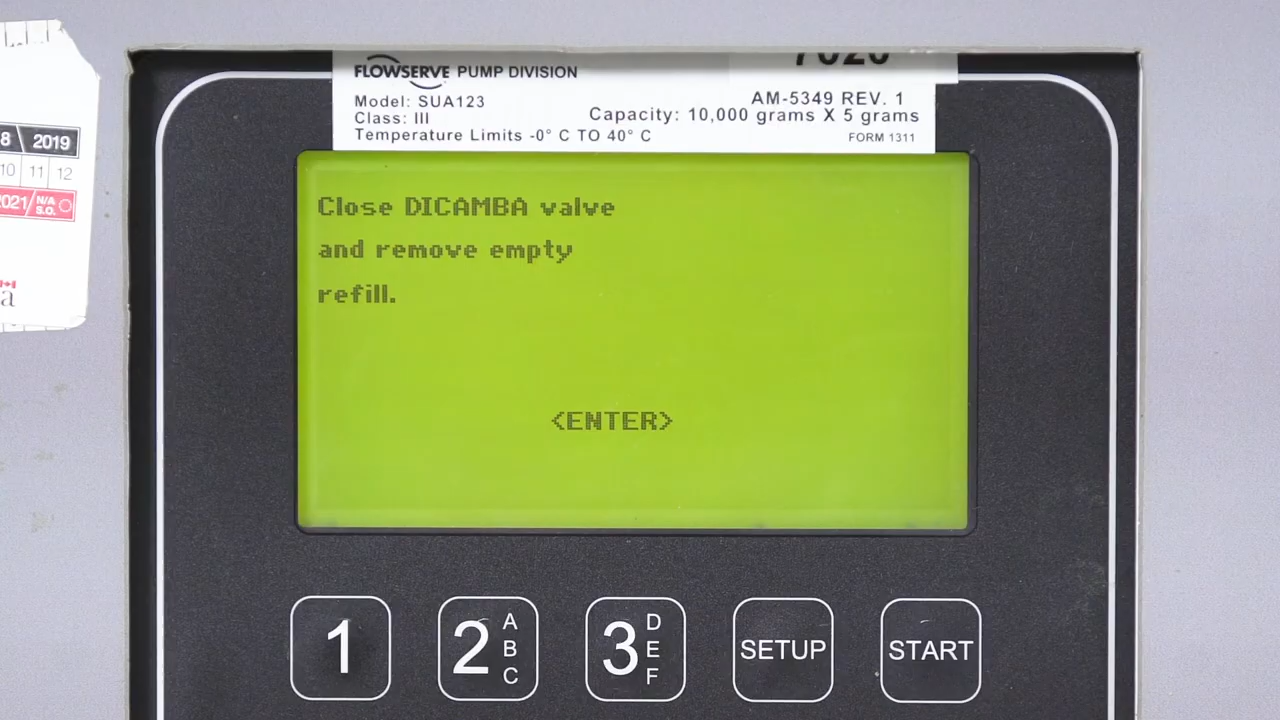 FLOWSERVE PUMP DIVISION
Model: SUA123
AM-5349 REV. 1
Class: III
Capacity: 10,000 grams X 5 grams
Temperature Limits -0° C TO 40° C
FORM 1311
8 2019
10 11 12
2021/ N/A S.O.
a
Close DICAMBA valve
and remove empty
refill.
<ENTER>
1
2 A B C
3 D E F
SETUP
START